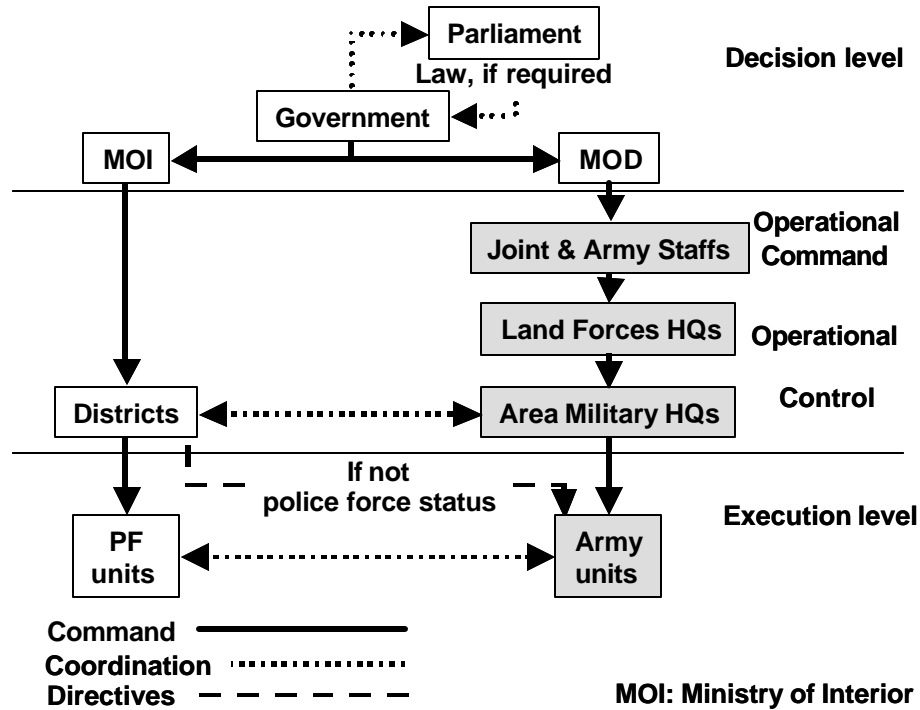 Parliament
Decision level
Law, if required
Government
MOI
MOD
Operational
Command
Joint & Army Staffs
Land Forces HQs
Operational
Control
Districts
Area Military HQs
If not
police force status
Execution level
PF
units
Army
units
Command
Coordination
Directives
MOI: Ministry of Interior